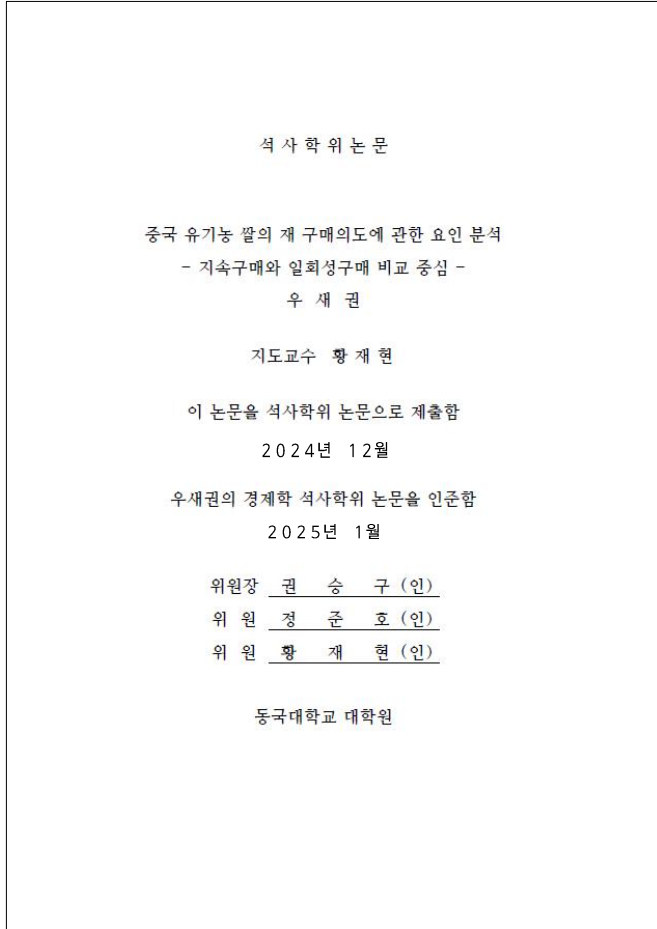 석 사 학 위 논 문
중국 유기농 쌀의 재 구매의도에 관한 요인 분석
- 지속구매와 일회성구매 비교 중심 -
우 새 권
지도교수 황 재 현
이 논문을 석사학위 논문으로 제출함
2024년 12월
우새권의 경제학 석사학위 논문을 인준함
2025년 1월
위원장 권 승 구 (인)
위 원 정 준 호 (인)
위 원 황 재 현 (인)
동국대학교 대학원